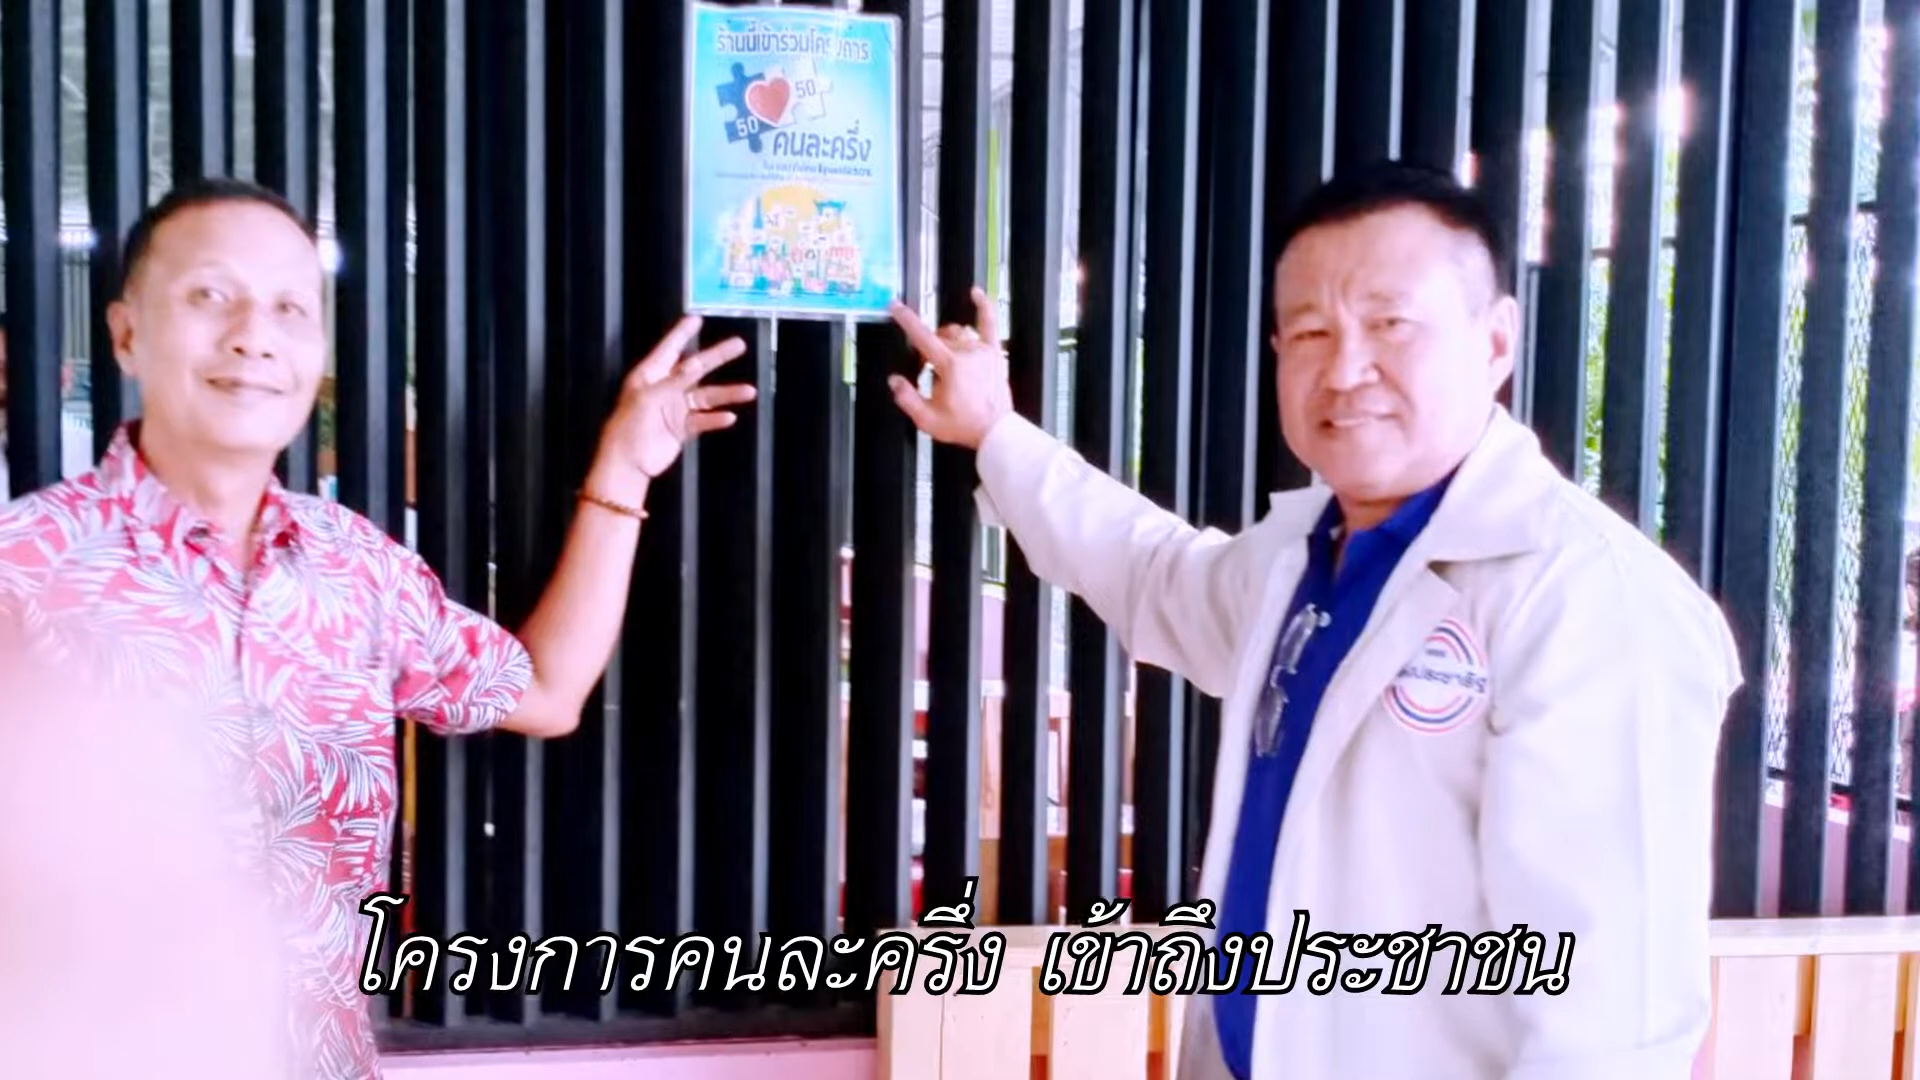 ร้านนี้เข้าร่วมโครงการ
50
50
คนละครึ่ง
โครงการคนละครึ่ง เข้าถึงประชาชน